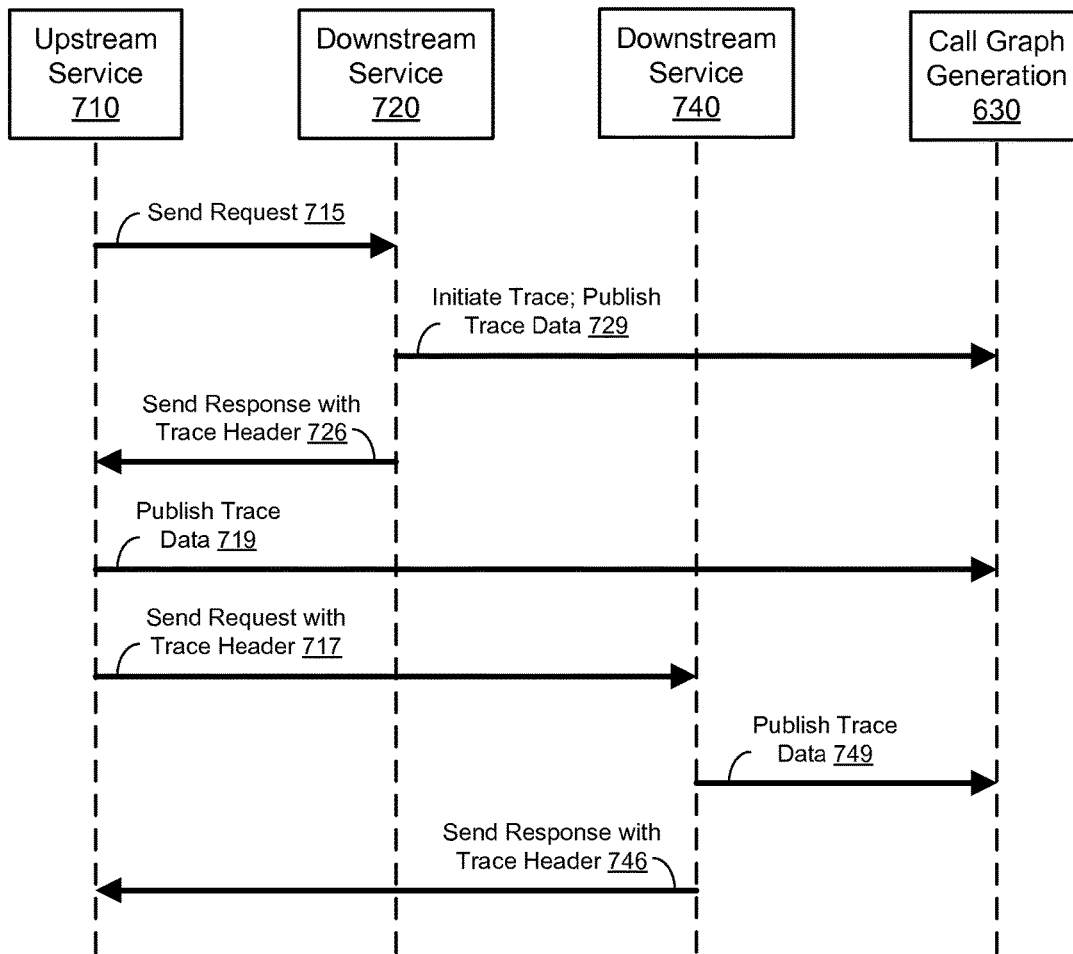 Upstream
Service
710
Downstream
Service
720
Downstream
Service
740
Call Graph
Generation
630
Send Request 715
Initiate Trace; Publish
Trace Data 729
Send Response with
Trace Header 726
Publish Trace
Data 719
Send Request with
Trace Header 717
Publish Trace
Data 749
Send Response with
Trace Header 746